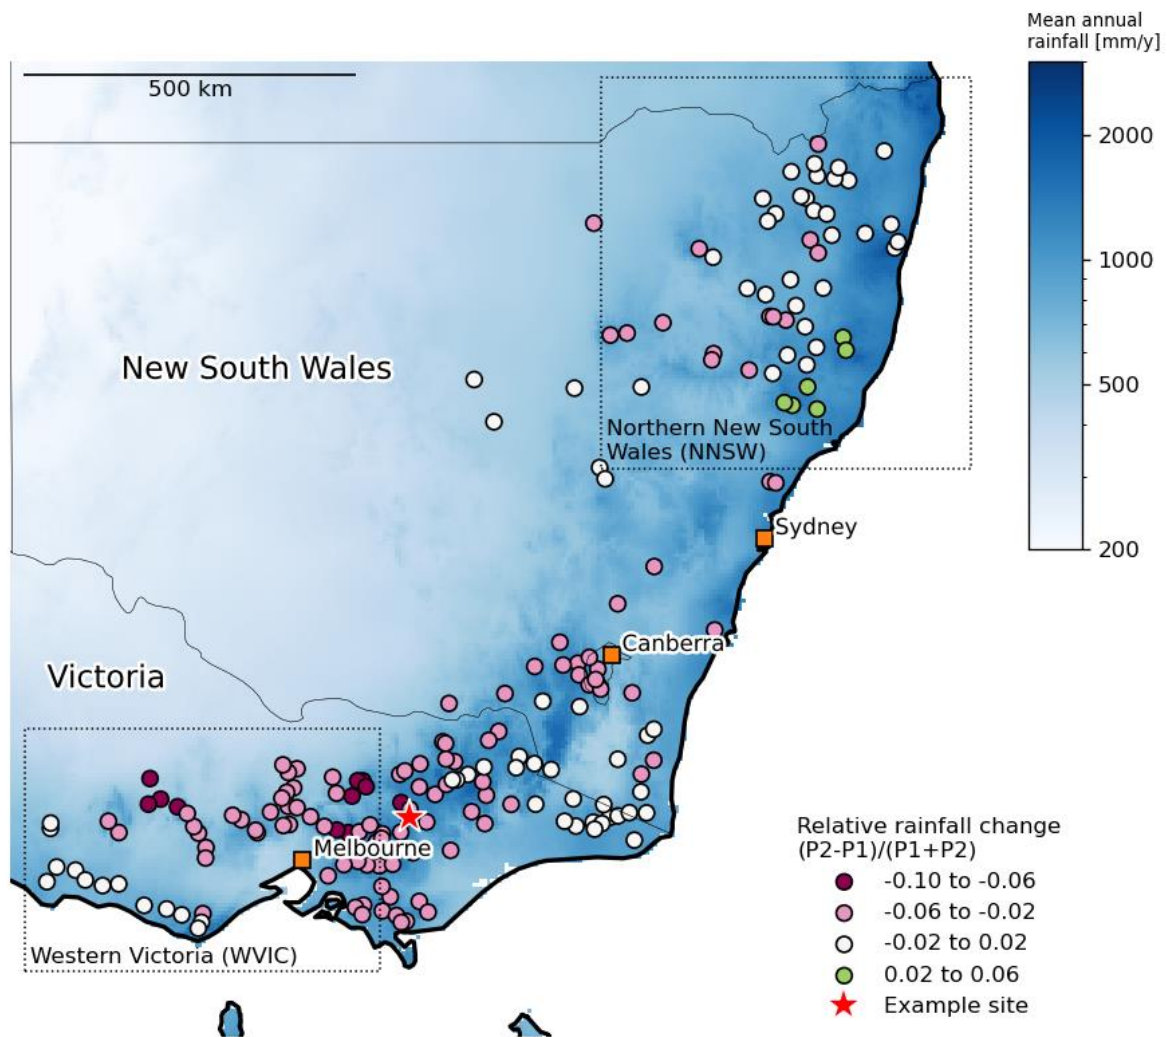 Mean annual
rainfall [mm/y]
500 km
2000
1000
New South Wales
500
Northern New South
Wales (NNSW)
Sydney
200
Canberra
Victoria
Relative rainfall change
(P2-P1)/(P1+P2)
Melbourne
-0.10 to -0.06
-0.06 to -0.02
-0.02 to 0.02
Western Victoria (WVIC)
0.02 to 0.06
Example site